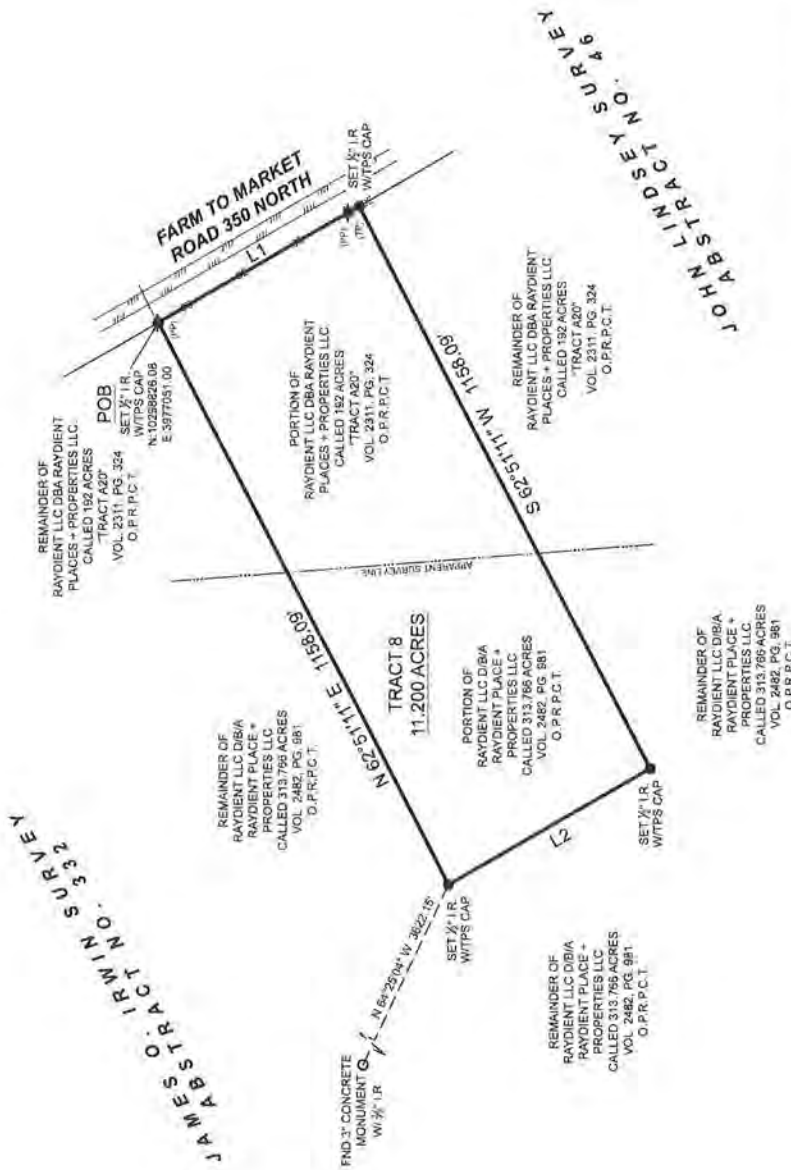 JAMES O. IRWIN SURVEY
ABSTRACT NO. 332
FARM TO MARKET
ROAD 350 NORTH
JOHN LINDSEY SURVEY
ABSTRACT NO. 46
REMAINDER OF
RAYDIENT LLC DBA RAYDIENT
PLACES + PROPERTIES LLC.
CALLED 192 ACRES
"TRACT A20"
VOL. 2311, PG. 324
O.P.R.P.C.T.
POB
SET ½" I.R.
W/TPS CAP
N:10298826.08
E:3977051.00
(PP)
L1
(PP)
(TP)
SET ½" I.R.
W/TPS CAP
PORTION OF
RAYDIENT LLC DBA RAYDIENT
PLACES + PROPERTIES LLC.
CALLED 192 ACRES
"TRACT A20"
VOL. 2311, PG. 324
O.P.R.P.C.T.
N 62°51'11" E 1158.09'
S 62°51'11" W 1158.09'
REMAINDER OF
RAYDIENT LLC DBA RAYDIENT
PLACES + PROPERTIES LLC
CALLED 192 ACRES
"TRACT A20"
VOL. 2311, PG. 324
O.P.R.P.C.T.
APPARENT SURVEY LINE
TRACT 8
11.200 ACRES
REMAINDER OF
RAYDIENT LLC D/B/A
RAYDIENT PLACE +
PROPERTIES LLC
CALLED 313.766 ACRES
VOL. 2482, PG. 981
O.P.R.P.C.T.
PORTION OF
RAYDIENT LLC D/B/A
RAYDIENT PLACE +
PROPERTIES LLC
CALLED 313.766 ACRES
VOL. 2482, PG. 981
O.P.R.P.C.T.
FND 3" CONCRETE
MONUMENT
W/ ⅝" I.R.
N 64°25'04" W 3622.15'
SET ½" I.R.
W/TPS CAP
L2
SET ½" I.R.
W/TPS CAP
REMAINDER OF
RAYDIENT LLC D/B/A
RAYDIENT PLACE +
PROPERTIES LLC
CALLED 313.766 ACRES
VOL. 2482, PG. 981
O.P.R.P.C.T.
REMAINDER OF
RAYDIENT LLC D/B/A
RAYDIENT PLACE +
PROPERTIES LLC
CALLED 313.766 ACRES
VOL. 2482, PG. 981
O.P.R.P.C.T.